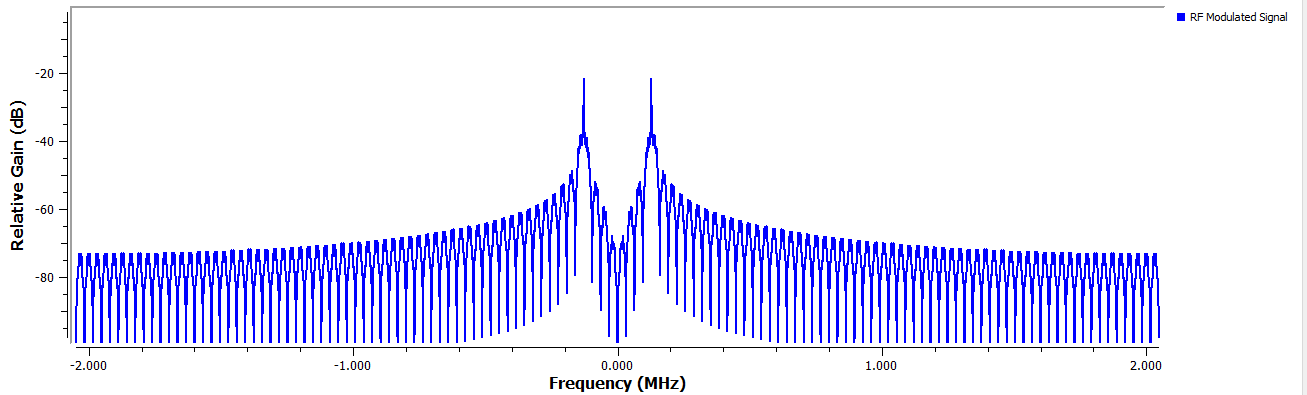 RF Modulated Signal
-20
-40
-60
-80
Relative Gain (dB)
-2.000 -1.000 0.000 1.000 2.000
Frequency (MHz)